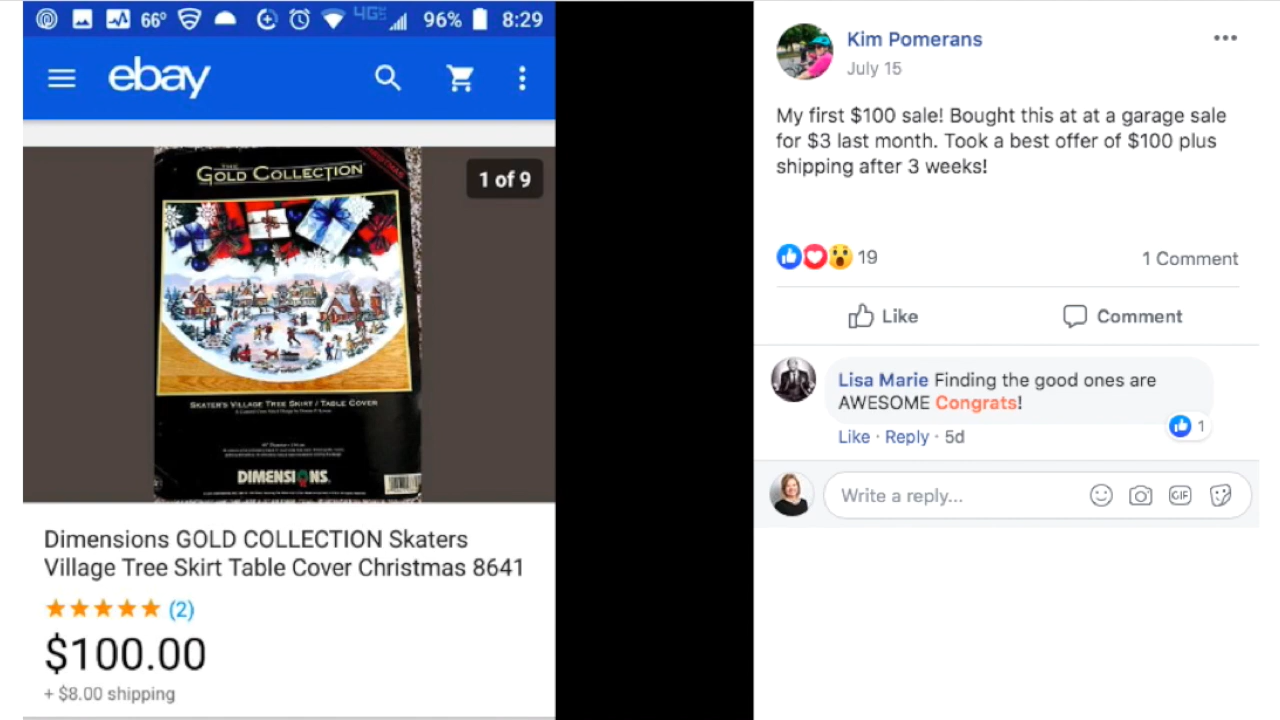 66° 4G 96% 8:29
ebay
THE
GOLD COLLECTION
CHRISTMAS
1 of 9
SKATER'S VILLAGE TREE SKIRT / TABLE COVER
DIMENSIONS
Dimensions GOLD COLLECTION Skaters
Village Tree Skirt Table Cover Christmas 8641
(2)
$100.00
+ $8.00 shipping
Kim Pomerans
July 15
My first $100 sale! Bought this at at a garage sale
for $3 last month. Took a best offer of $100 plus
shipping after 3 weeks!
19
1 Comment
Like Comment
Lisa Marie Finding the good ones are
AWESOME Congrats!
1
Like · Reply · 5d
Write a reply...
GIF